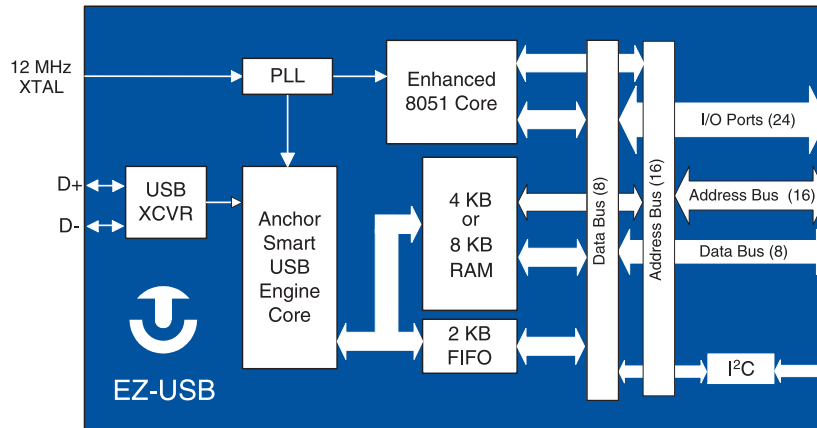 12 MHz
XTAL
PLL
Enhanced
8051 Core
I/O Ports (24)
D+
D-
USB
XCVR
Anchor
Smart
USB
Engine
Core
4 KB
or
8 KB
RAM
2 KB
FIFO
Data Bus (8)
Address Bus (16)
Address Bus (16)
Data Bus (8)
I²C
EZ-USB